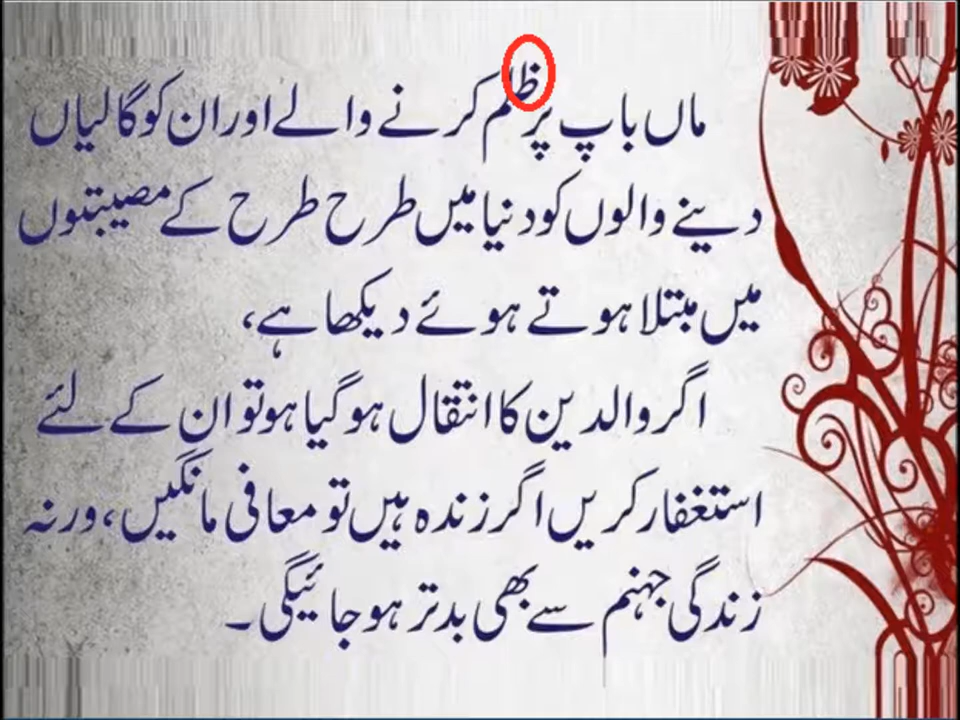 ماں باپ پر ظلم کرنے والے اور ان کو گالیاں
دینے والوں کو دنیا میں طرح طرح کے مصیبتوں
میں مبتلا ہوتے ہوئے دیکھا ہے،
اگر والدین کا انتقال ہو گیا ہو تو ان کے لئے
استغفار کریں اگر زندہ ہیں تو معافی مانگیں، ورنہ
زندگی جہنم سے بھی بدتر ہو جائیگی۔